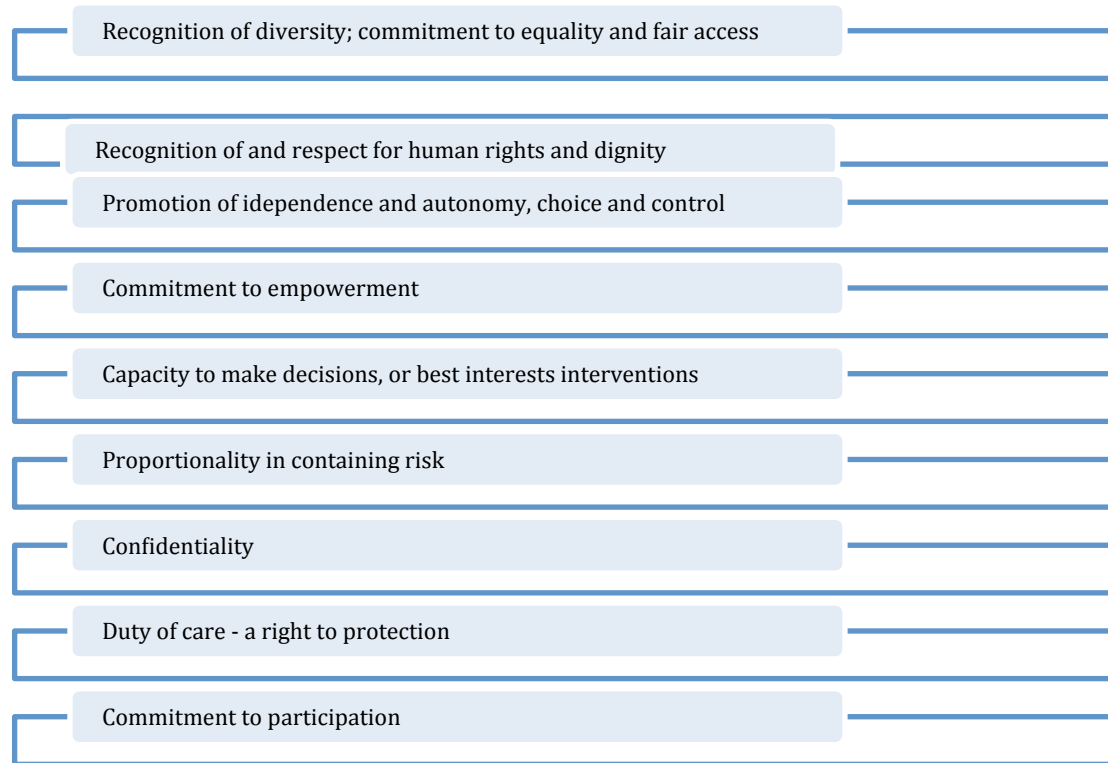 Recognition of diversity; commitment to equality and fair access
Recognition of and respect for human rights and dignity
Promotion of idependence and autonomy, choice and control
Commitment to empowerment
Capacity to make decisions, or best interests interventions
Proportionality in containing risk
Confidentiality
Duty of care - a right to protection
Commitment to participation